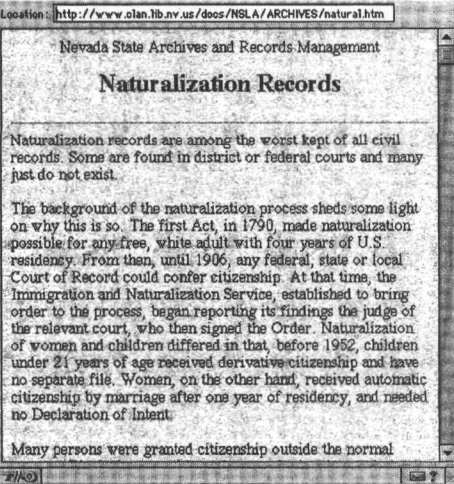 Location: http://www.clan.lib.nv.us/docs/NSLA/ARCHIVES/natural.htm
Nevada State Archives and Records Management
Naturalization Records
Naturalization records are among the worst kept of all civil
records. Some are found in district or federal courts and many
just do not exist.
The background of the naturalization process sheds some light
on why this is so. The first Act, in 1790, made naturalization
possible for any free, white adult with four years of U.S.
residency. From then, until 1906, any federal, state or local
Court of Record could confer citizenship. At that time, the
Immigration and Naturalization Service, established to bring
order to the process, began reporting its findings the judge of
the relevant court, who then signed the Order. Naturalization
of women and children differed in that, before 1952, children
under 21 years of age received derivative citizenship and have
no separate file. Women, on the other hand, received automatic
citizenship by marriage after one year of residency, and needed
no Declaration of Intent.
Many persons were granted citizenship outside the normal
?